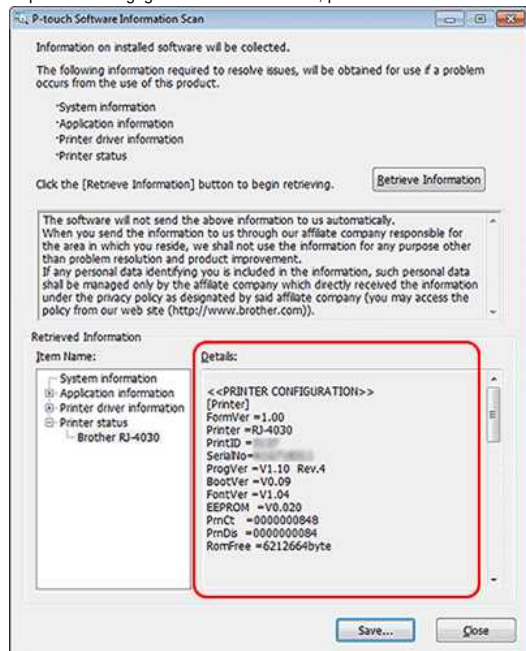 P-touch Software Information Scan
Information on installed software will be collected.
The following information required to resolve issues, will be obtained for use if a problem
occurs from the use of this product.
·System information
·Application information
·Printer driver information
·Printer status
Click the [Retrieve Information] button to begin retrieving.
Retrieve Information
The software will not send the above information to us automatically.
When you send the information to us through our affilate company responsible for
the area in which you reside, we shall not use the information for any purpose other
than problem resolution and product improvement.
If any personal data identifying you is included in the information, such personal data
shall be managed only by the affilate company which directly received the information
under the privacy policy as designated by said affilate company (you may access the
policy from our web site (http://www.brother.com)).
Retrieved Information
Item Name:
Details:
System information
Application information
Printer driver information
Printer status
Brother RJ-4030
<<PRINTER CONFIGURATION>>
[Printer]
FormVer =1.00
Printer =RJ-4030
PrintID =
SerialNo=
ProgVer =V1.10 Rev.4
BootVer =V0.09
FontVer =V1.04
EEPROM =V0.020
PrnCt =0000000848
PrnDis =0000000084
RomFree =6212664byte
Save...
Close